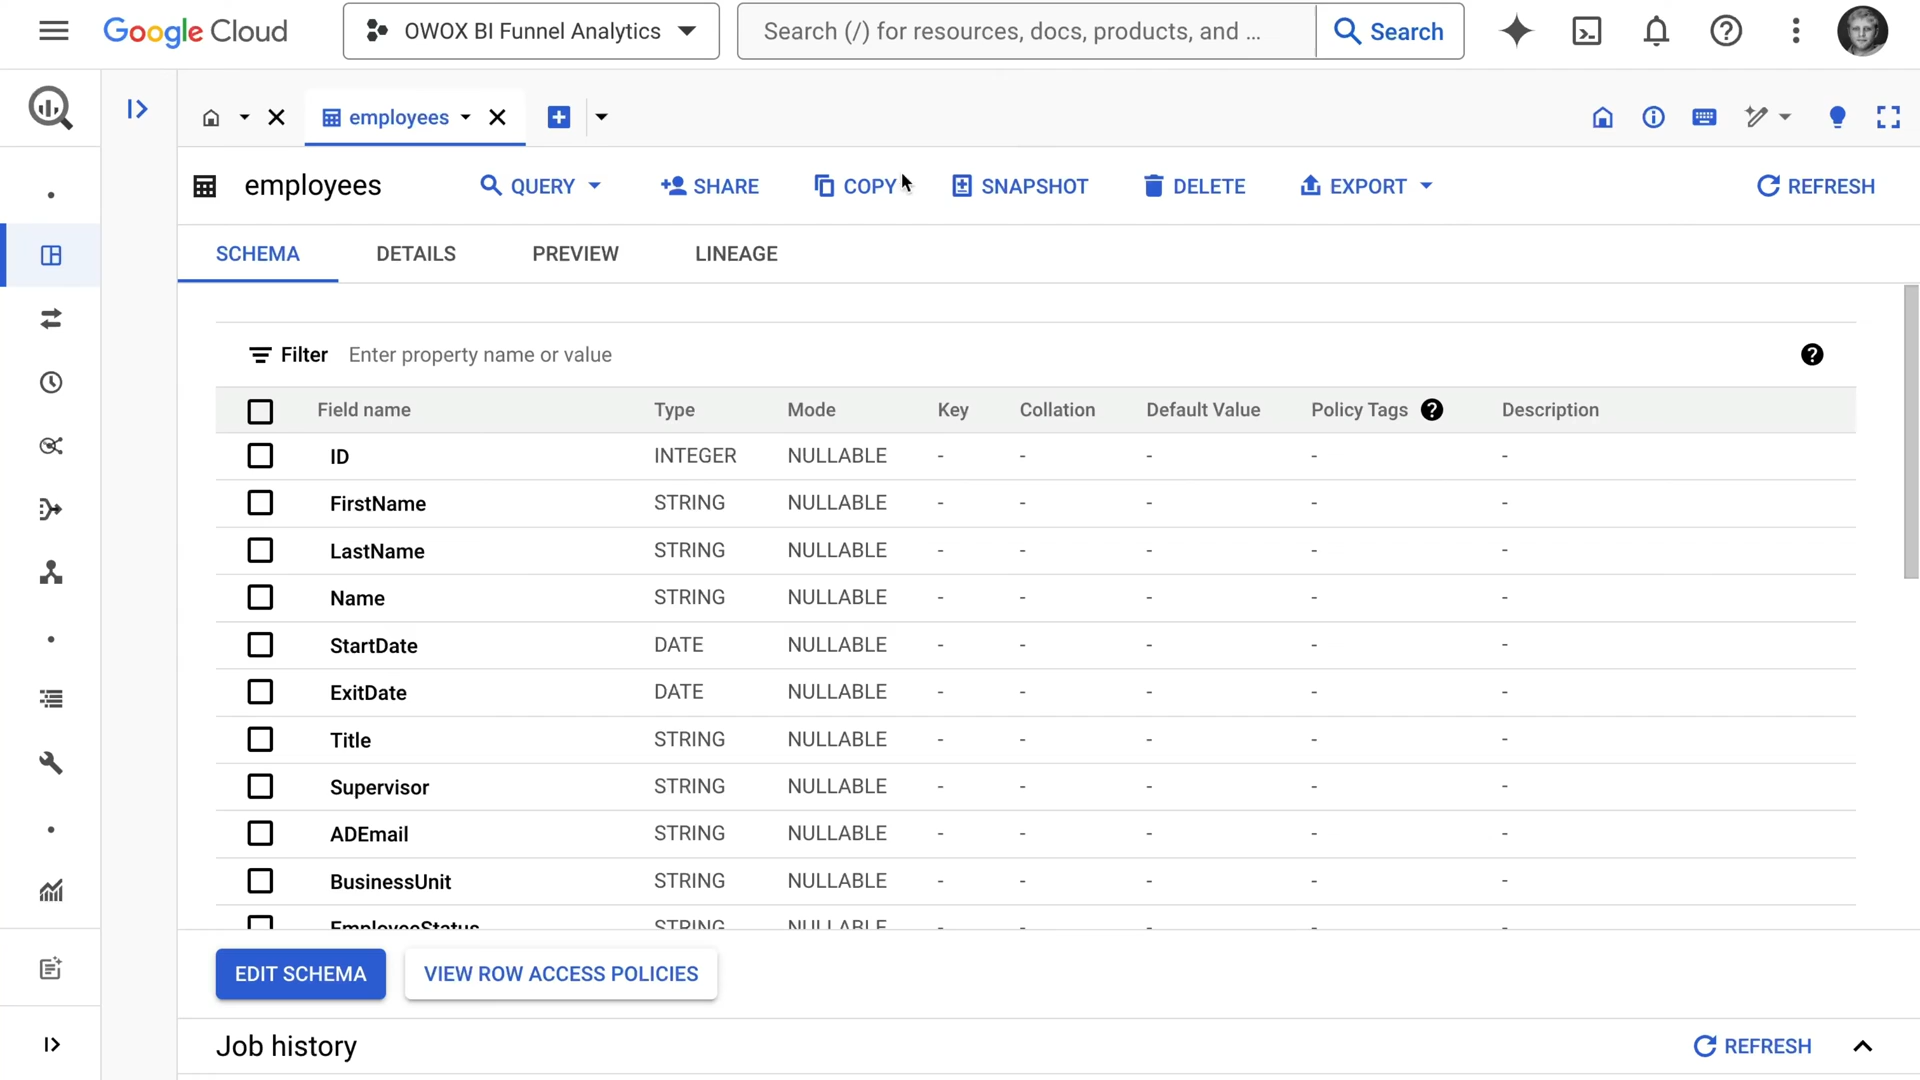 Google Cloud
OWOX BI Funnel Analytics
Search (/) for resources, docs, products, and ...
Search
employees
employees
QUERY
SHARE
COPY
SNAPSHOT
DELETE
EXPORT
REFRESH
SCHEMA DETAILS PREVIEW LINEAGE
Filter Enter property name or value
Field name Type Mode Key Collation Default Value Policy Tags Description
ID INTEGER NULLABLE - - - - -
FirstName STRING NULLABLE - - - - -
LastName STRING NULLABLE - - - - -
Name STRING NULLABLE - - - - -
StartDate DATE NULLABLE - - - - -
ExitDate DATE NULLABLE - - - - -
Title STRING NULLABLE - - - - -
Supervisor STRING NULLABLE - - - - -
ADEmail STRING NULLABLE - - - - -
BusinessUnit STRING NULLABLE - - - - -
EmployeeStatus STRING NULLABLE - - - - -
EDIT SCHEMA VIEW ROW ACCESS POLICIES
Job history REFRESH